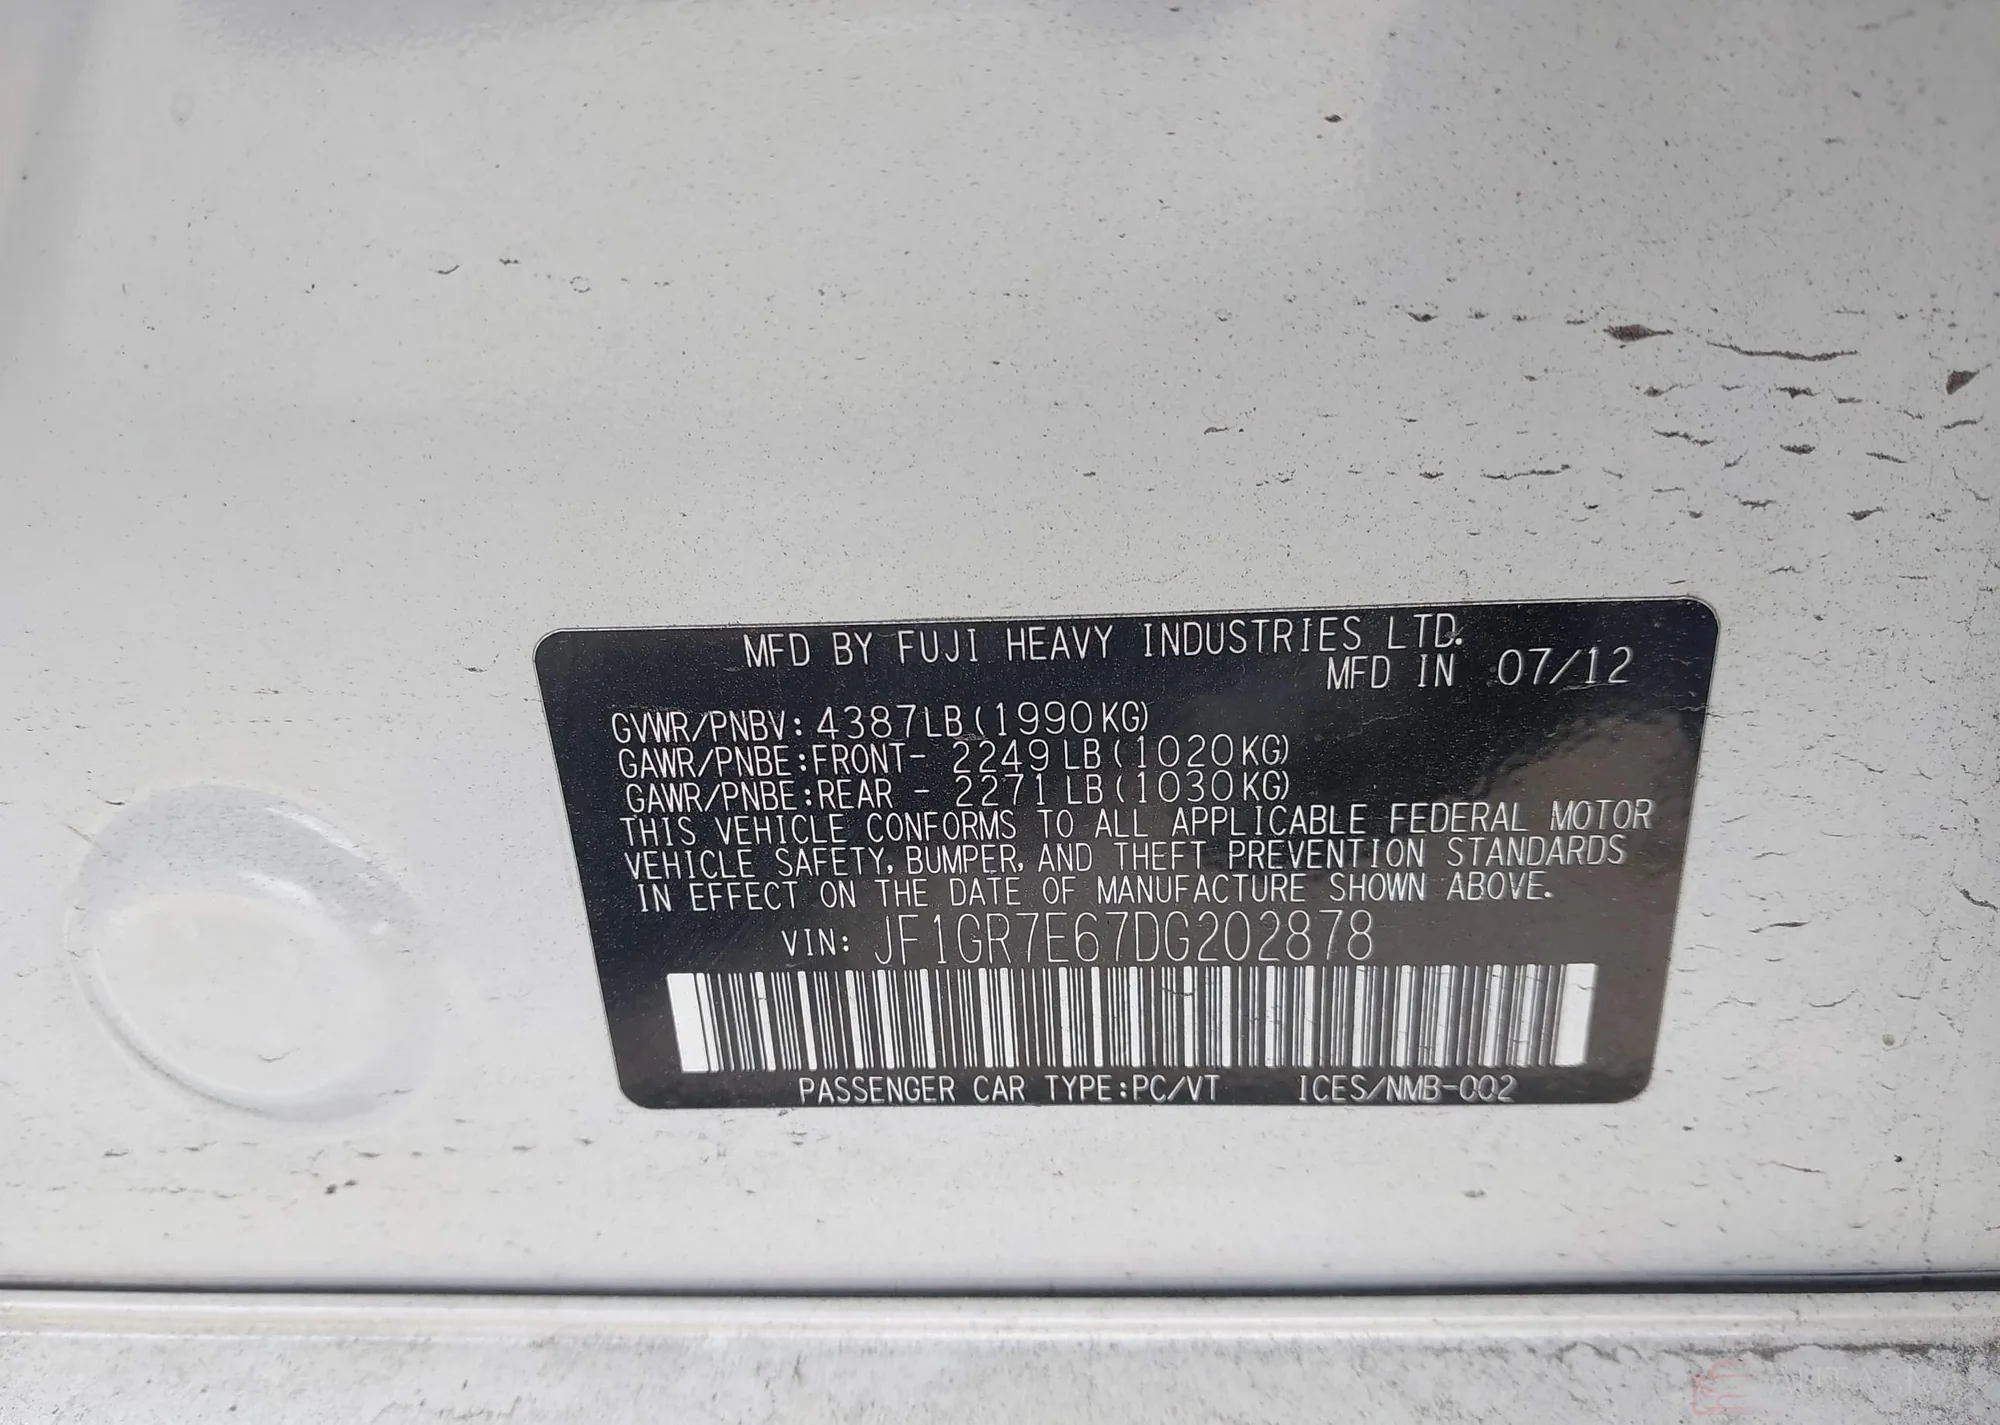 MFD BY FUJI HEAVY INDUSTRIES LTD.
MFD IN 07/12
GVWR/PNBV: 4387LB(1990KG)
GAWR/PNBE:FRONT- 2249LB(1020KG)
GAWR/PNBE:REAR - 2271LB(1030KG)
THIS VEHICLE CONFORMS TO ALL APPLICABLE FEDERAL MOTOR
VEHICLE SAFETY, BUMPER, AND THEFT PREVENTION STANDARDS
IN EFFECT ON THE DATE OF MANUFACTURE SHOWN ABOVE.
VIN: JF1GR7E67DG202878
PASSENGER CAR TYPE:PC/VT ICES/NMB-002